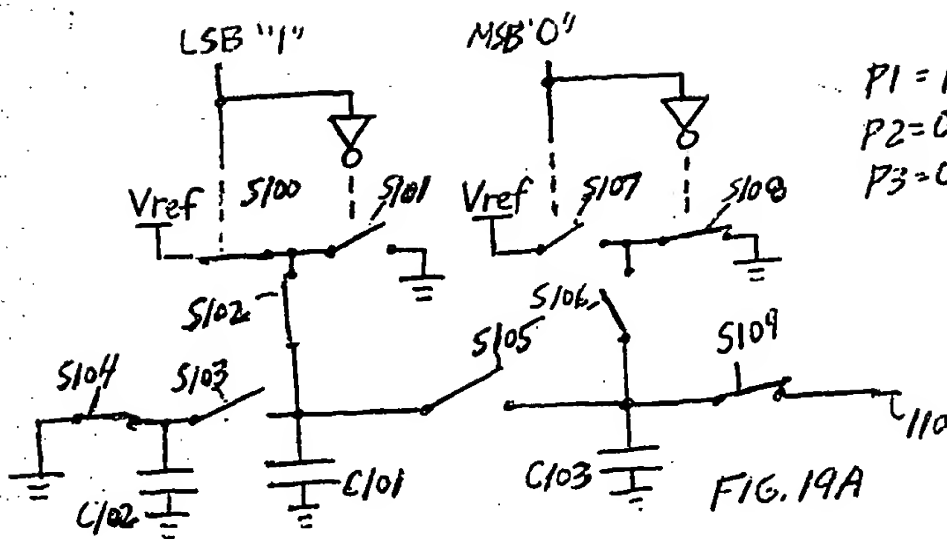 LSB "1"
MSB "0"
P1 = 1
P2 = 0
P3 = 0
Vref
S100
S101
Vref
S107
S108
S102
S105
S106
S109
S104
S103
110
C102
C101
C103
FIG. 19A